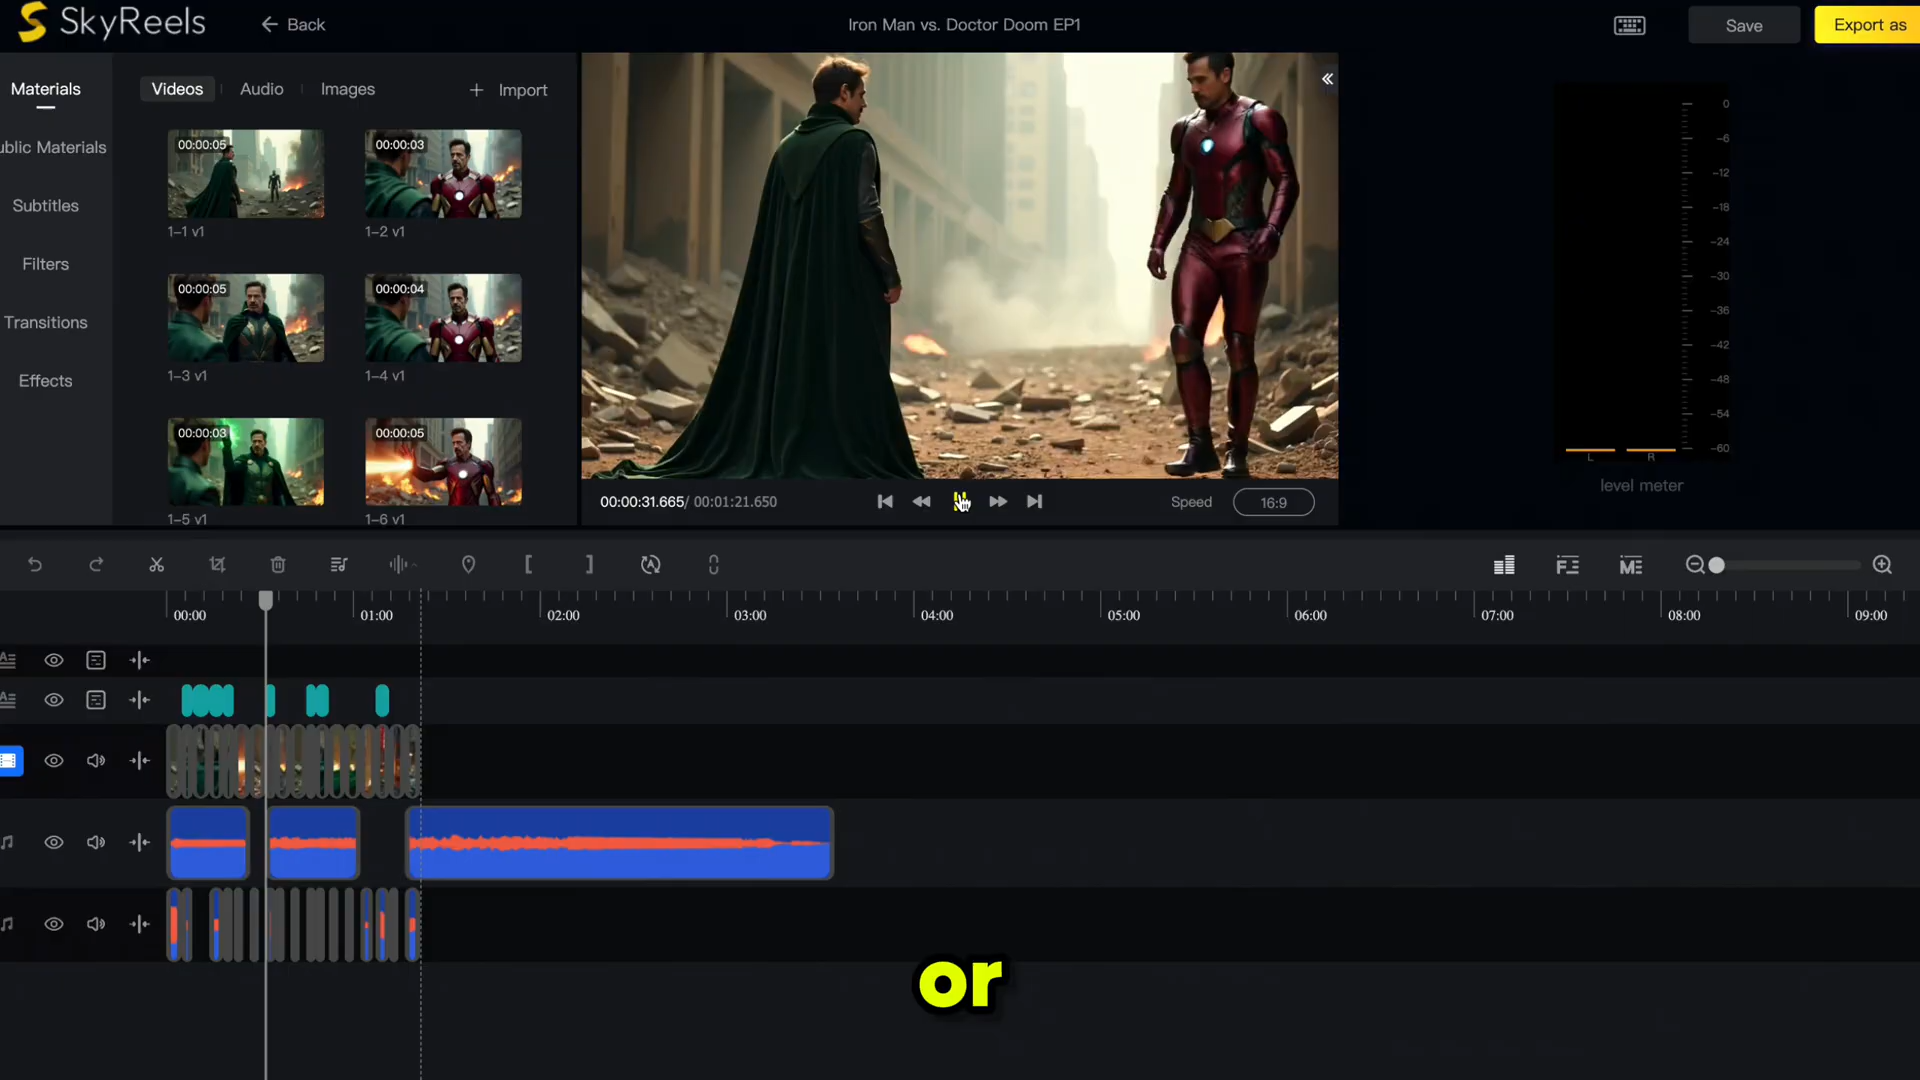 SkyReels
Back
Iron Man vs. Doctor Doom EP1
Save
Export as
Materials
Videos
Audio
Images
Import
ublic Materials
Subtitles
Filters
Transitions
Effects
00:00:05
1-1 v1
00:00:03
1-2 v1
00:00:05
1-3 v1
00:00:04
1-4 v1
00:00:03
1-5 v1
00:00:05
1-6 v1
00:00:31.665/ 00:01:21.650
Speed
16:9
0
-6
-12
-18
-24
-30
-36
-42
-48
-54
-60
L
R
level meter
00:00
01:00
02:00
03:00
04:00
05:00
06:00
07:00
08:00
09:00
or